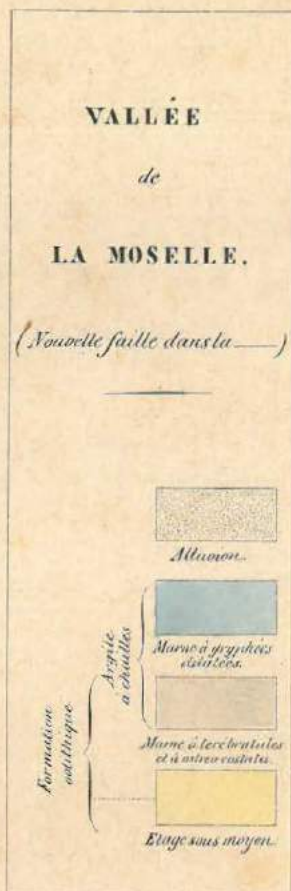 VALLÉE
de
LA MOSELLE.
(Nouvelle faille dans la ——)
Alluvion.
Formation
oolithique
Argile
à chailles
Marne à gryphées
dilatées.
Marne à terebratules
et à ostrea costata.
Etage sous moyen.